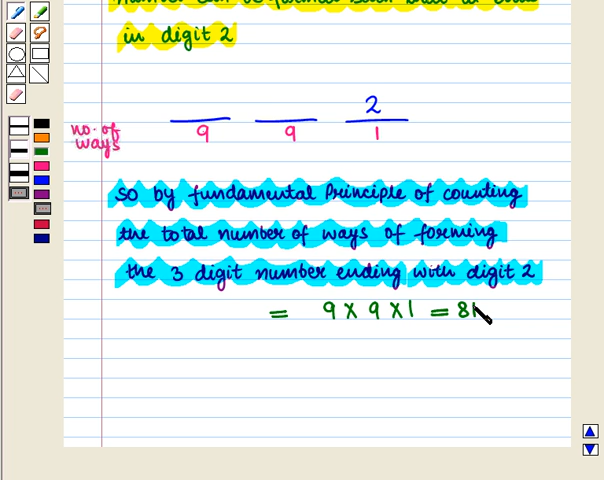 in digit 2
2
no. of
ways
9 9 1
So by fundamental Principle of counting
the total number of ways of forming
the 3 digit number ending with digit 2
= 9 × 9 × 1 = 81